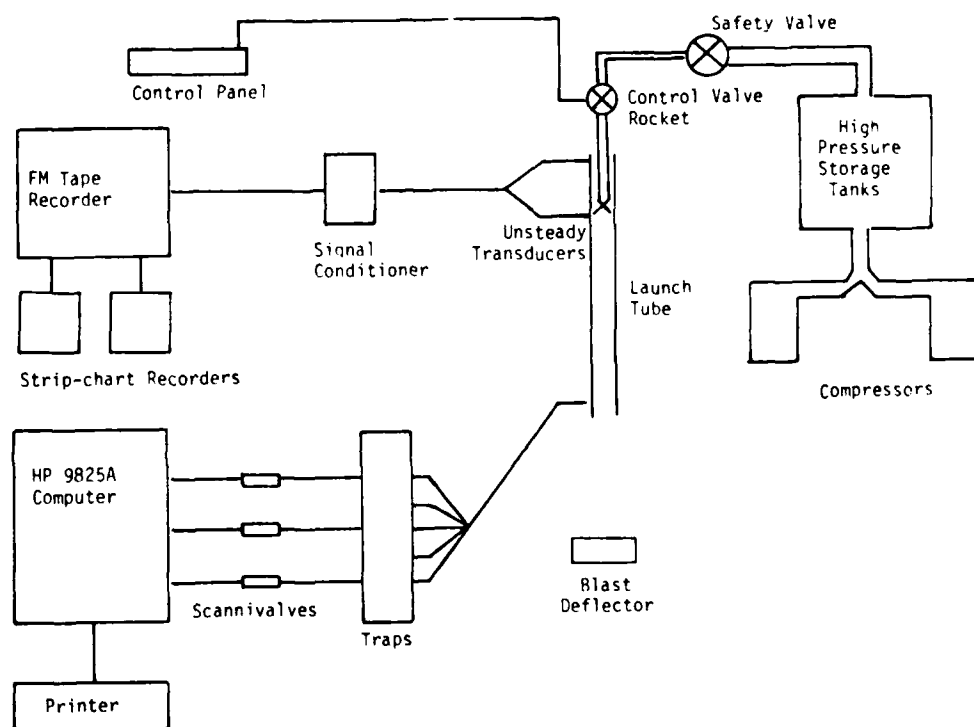 Safety Valve
Control Panel
Control Valve
Rocket
High
Pressure
Storage
Tanks
FM Tape
Recorder
Signal
Conditioner
Unsteady
Transducers
Launch
Tube
Strip-chart Recorders
Compressors
HP 9825A
Computer
Scannivalves
Traps
Blast
Deflector
Printer